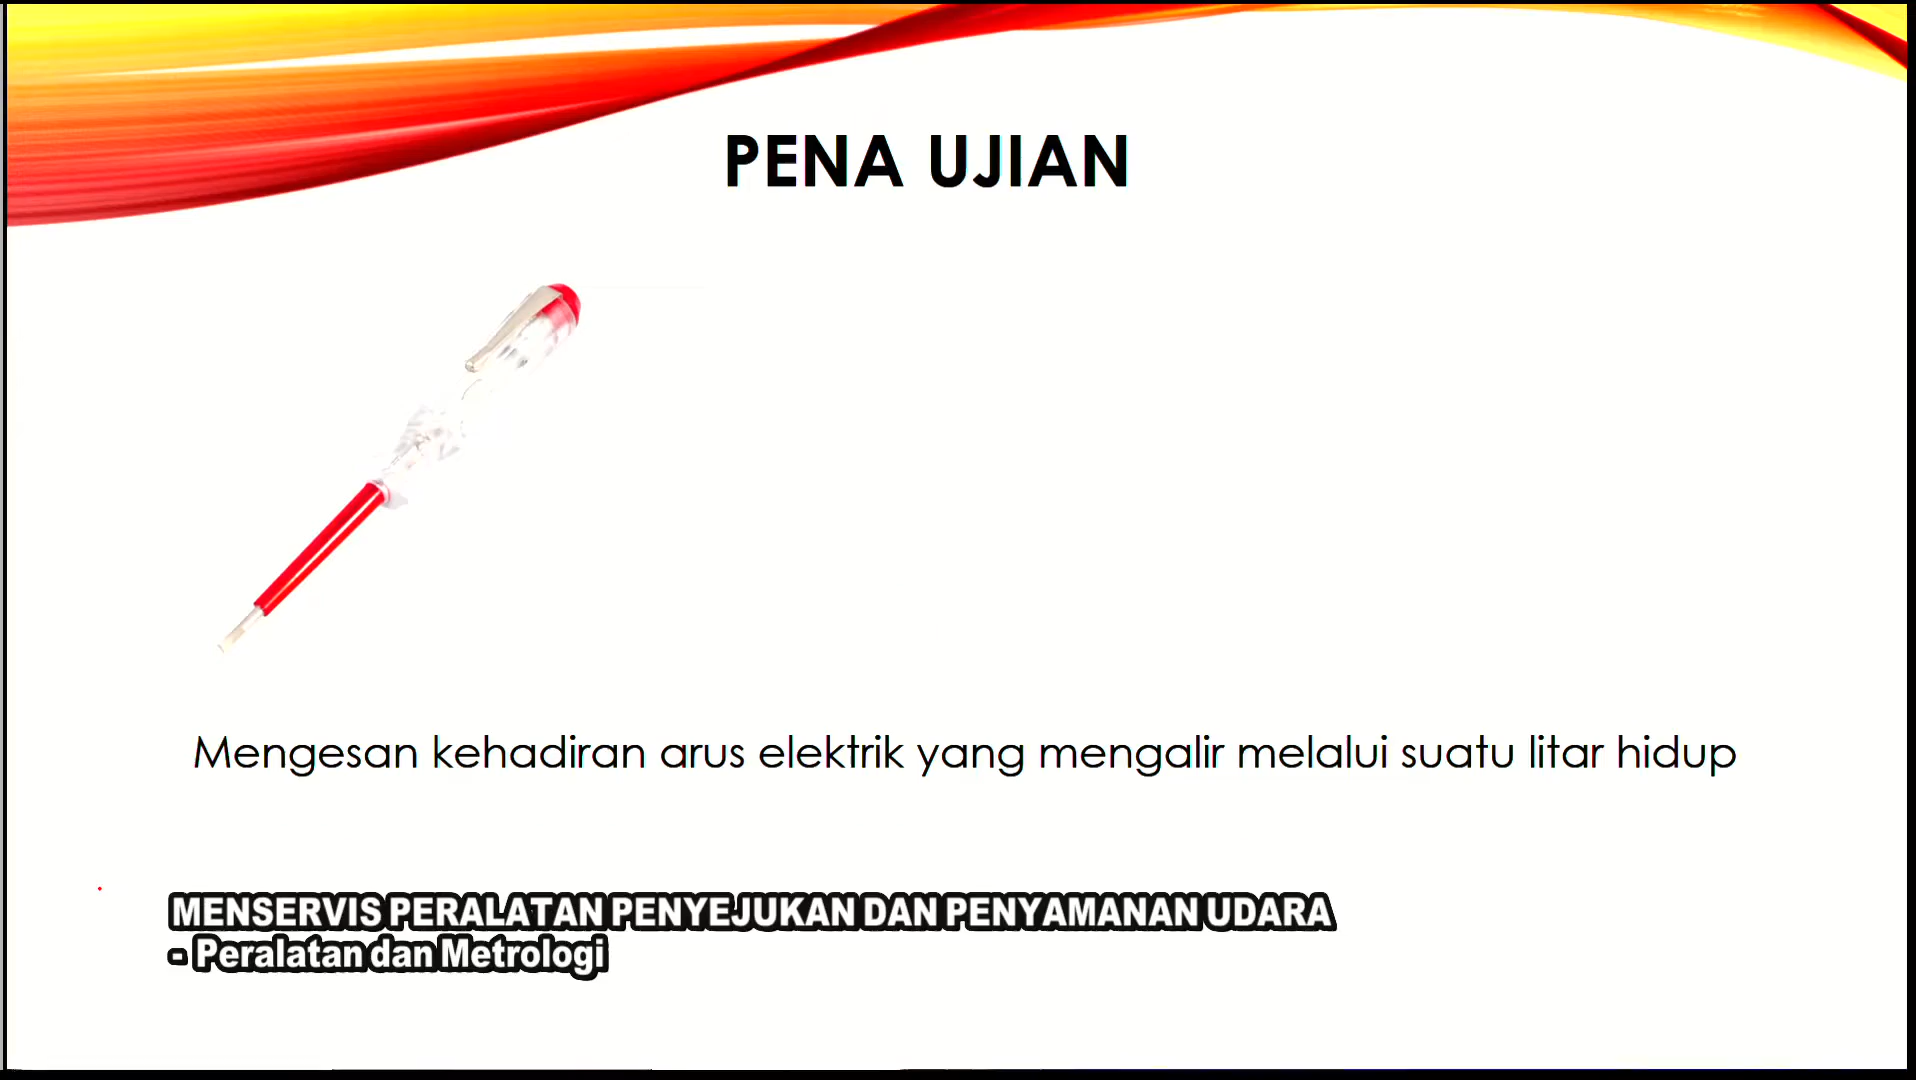 PENA UJIAN
Mengesan kehadiran arus elektrik yang mengalir melalui suatu litar hidup
MENSERVIS PERALATAN PENYEJUKAN DAN PENYAMANAN UDARA
- Peralatan dan Metrologi